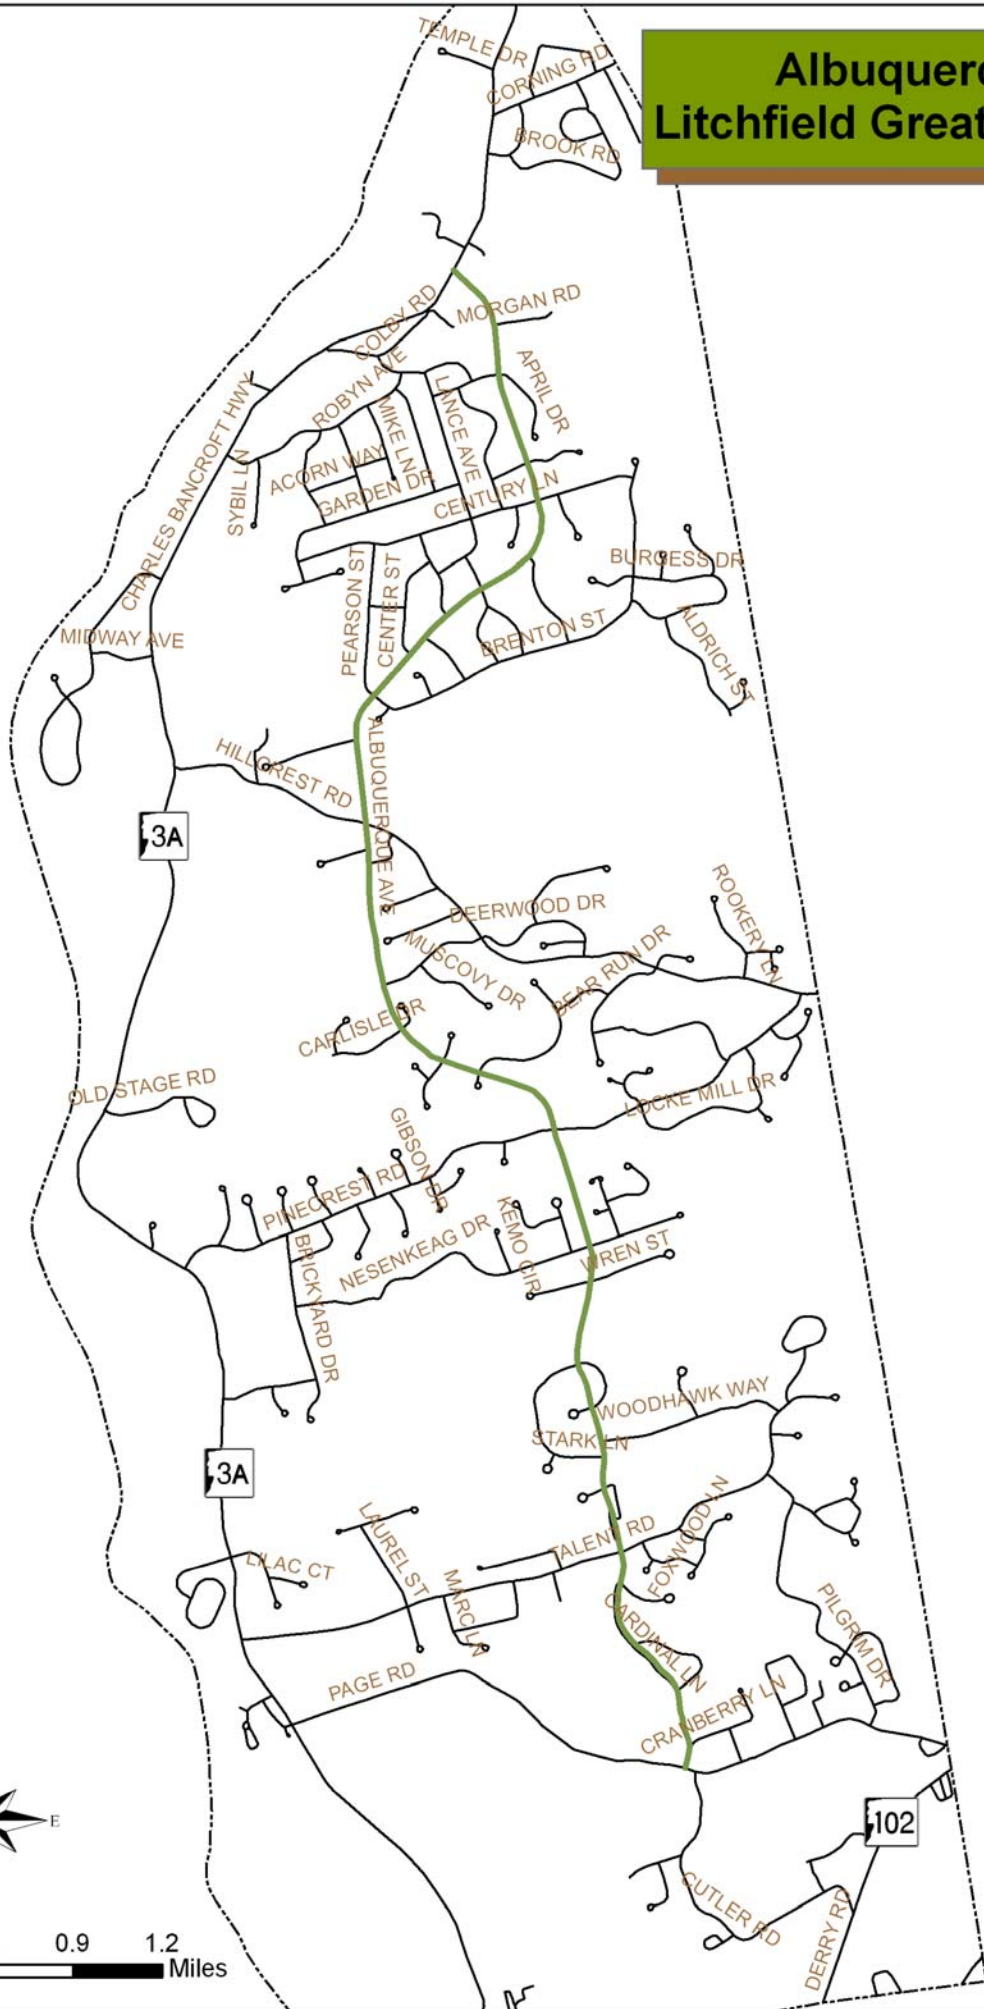 TEMPLE DR
CORNING RD
BROOK RD
Albuquerq
Litchfield Great
COLBY RD
MORGAN RD
ROBYN AVE
APRIL DR
MIKE LN
LANCE AVE
CHARLES BANCROFT HWY
SYBIL LN
ACORN WAY
GARDEN DR
CENTURY LN
BURGESS DR
PEARSON ST
CENTER ST
BRENTON ST
ALDRICH ST
MIDWAY AVE
ALBUQUERQUE AVE
HILLCREST RD
3A
DEERWOOD DR
ROOKERY LN
MUSCOVY DR
BEAR RUN DR
CARLISLE DR
OLD STAGE RD
LOCKE MILL DR
GIBSON DR
PINECREST RD
KEMO CIR
BRICKYARD DR
NESENKEAG DR
WREN ST
WOODHAWK WAY
STARK LN
3A
LAUREL ST
TALENT RD
FOXWOOD LN
LILAC CT
MARC LN
CARDINAL LN
PILGRIM DR
PAGE RD
CRANBERRY LN
E
102
CUTLER RD
DERRY RD
0.9 1.2
Miles